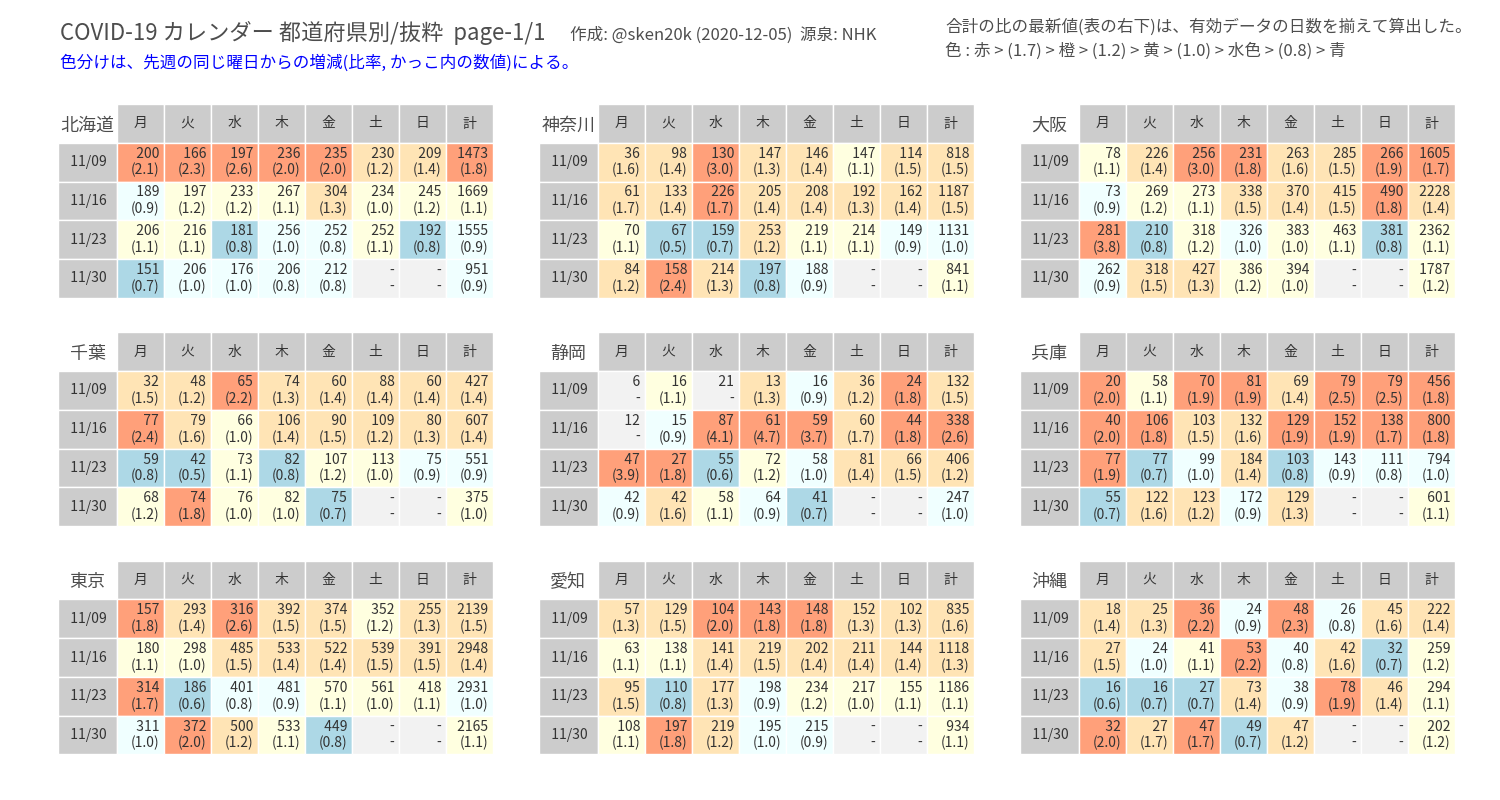 COVID-19 カレンダー 都道府県別/抜粋 page-1/1 作成: @sken20k (2020-12-05) 源泉: NHK
色分けは、先週の同じ曜日からの増減(比率, かっこ内の数値)による。
合計の比の最新値(表の右下)は、有効データの日数を揃えて算出した。
色 : 赤 > (1.7) > 橙 > (1.2) > 黄 > (1.0) > 水色 > (0.8) > 青
北海道 月 火 水 木 金 土 日 計
11/09 200 166 197 236 235 230 209 1473
(2.1) (2.3) (2.6) (2.0) (2.0) (1.2) (1.4) (1.8)
11/16 189 197 233 267 304 234 245 1669
(0.9) (1.2) (1.2) (1.1) (1.3) (1.0) (1.2) (1.1)
11/23 206 216 181 256 252 252 192 1555
(1.1) (1.1) (0.8) (1.0) (0.8) (1.1) (0.8) (0.9)
11/30 151 206 176 206 212 - - 951
(0.7) (1.0) (1.0) (0.8) (0.8) - - (0.9)
神奈川 月 火 水 木 金 土 日 計
11/09 36 98 130 147 146 147 114 818
(1.6) (1.4) (3.0) (1.3) (1.4) (1.1) (1.5) (1.5)
11/16 61 133 226 205 208 192 162 1187
(1.7) (1.4) (1.7) (1.4) (1.4) (1.3) (1.4) (1.5)
11/23 70 67 159 253 219 214 149 1131
(1.1) (0.5) (0.7) (1.2) (1.1) (1.1) (0.9) (1.0)
11/30 84 158 214 197 188 - - 841
(1.2) (2.4) (1.3) (0.8) (0.9) - - (1.1)
大阪 月 火 水 木 金 土 日 計
11/09 78 226 256 231 263 285 266 1605
(1.1) (1.4) (3.0) (1.8) (1.6) (1.5) (1.9) (1.7)
11/16 73 269 273 338 370 415 490 2228
(0.9) (1.2) (1.1) (1.5) (1.4) (1.5) (1.8) (1.4)
11/23 281 210 318 326 383 463 381 2362
(3.8) (0.8) (1.2) (1.0) (1.0) (1.1) (0.8) (1.1)
11/30 262 318 427 386 394 - - 1787
(0.9) (1.5) (1.3) (1.2) (1.0) - - (1.2)
千葉 月 火 水 木 金 土 日 計
11/09 32 48 65 74 60 88 60 427
(1.5) (1.2) (2.2) (1.3) (1.4) (1.4) (1.4) (1.4)
11/16 77 79 66 106 90 109 80 607
(2.4) (1.6) (1.0) (1.4) (1.5) (1.2) (1.3) (1.4)
11/23 59 42 73 82 107 113 75 551
(0.8) (0.5) (1.1) (0.8) (1.2) (1.0) (0.9) (0.9)
11/30 68 74 76 82 75 - - 375
(1.2) (1.8) (1.0) (1.0) (0.7) - - (1.0)
静岡 月 火 水 木 金 土 日 計
11/09 6 16 21 13 16 36 24 132
- (1.1) - (1.3) (0.9) (1.2) (1.8) (1.5)
11/16 12 15 87 61 59 60 44 338
- (0.9) (4.1) (4.7) (3.7) (1.7) (1.8) (2.6)
11/23 47 27 55 72 58 81 66 406
(3.9) (1.8) (0.6) (1.2) (1.0) (1.4) (1.5) (1.2)
11/30 42 42 58 64 41 - - 247
(0.9) (1.6) (1.1) (0.9) (0.7) - - (1.0)
兵庫 月 火 水 木 金 土 日 計
11/09 20 58 70 81 69 79 79 456
(2.0) (1.1) (1.9) (1.9) (1.4) (2.5) (2.5) (1.8)
11/16 40 106 103 132 129 152 138 800
(2.0) (1.8) (1.5) (1.6) (1.9) (1.9) (1.7) (1.8)
11/23 77 77 99 184 103 143 111 794
(1.9) (0.7) (1.0) (1.4) (0.8) (0.9) (0.8) (1.0)
11/30 55 122 123 172 129 - - 601
(0.7) (1.6) (1.2) (0.9) (1.3) - - (1.1)
東京 月 火 水 木 金 土 日 計
11/09 157 293 316 392 374 352 255 2139
(1.8) (1.4) (2.6) (1.5) (1.5) (1.2) (1.3) (1.5)
11/16 180 298 485 533 522 539 391 2948
(1.1) (1.0) (1.5) (1.4) (1.4) (1.5) (1.5) (1.4)
11/23 314 186 401 481 570 561 418 2931
(1.7) (0.6) (0.8) (0.9) (1.1) (1.0) (1.1) (1.0)
11/30 311 372 500 533 449 - - 2165
(1.0) (2.0) (1.2) (1.1) (0.8) - - (1.1)
愛知 月 火 水 木 金 土 日 計
11/09 57 129 104 143 148 152 102 835
(1.3) (1.5) (2.0) (1.8) (1.8) (1.3) (1.3) (1.6)
11/16 63 138 141 219 202 211 144 1118
(1.1) (1.1) (1.4) (1.5) (1.4) (1.4) (1.4) (1.3)
11/23 95 110 177 198 234 217 155 1186
(1.5) (0.8) (1.3) (0.9) (1.2) (1.0) (1.1) (1.1)
11/30 108 197 219 195 215 - - 934
(1.1) (1.8) (1.2) (1.0) (0.9) - - (1.1)
沖縄 月 火 水 木 金 土 日 計
11/09 18 25 36 24 48 26 45 222
(1.4) (1.3) (2.2) (0.9) (2.3) (0.8) (1.6) (1.4)
11/16 27 24 41 53 40 42 32 259
(1.5) (1.0) (1.1) (2.2) (0.8) (1.6) (0.7) (1.2)
11/23 16 16 27 73 38 78 46 294
(0.6) (0.7) (0.7) (1.4) (0.9) (1.9) (1.4) (1.1)
11/30 32 27 47 49 47 - - 202
(2.0) (1.7) (1.7) (0.7) (1.2) - - (1.2)